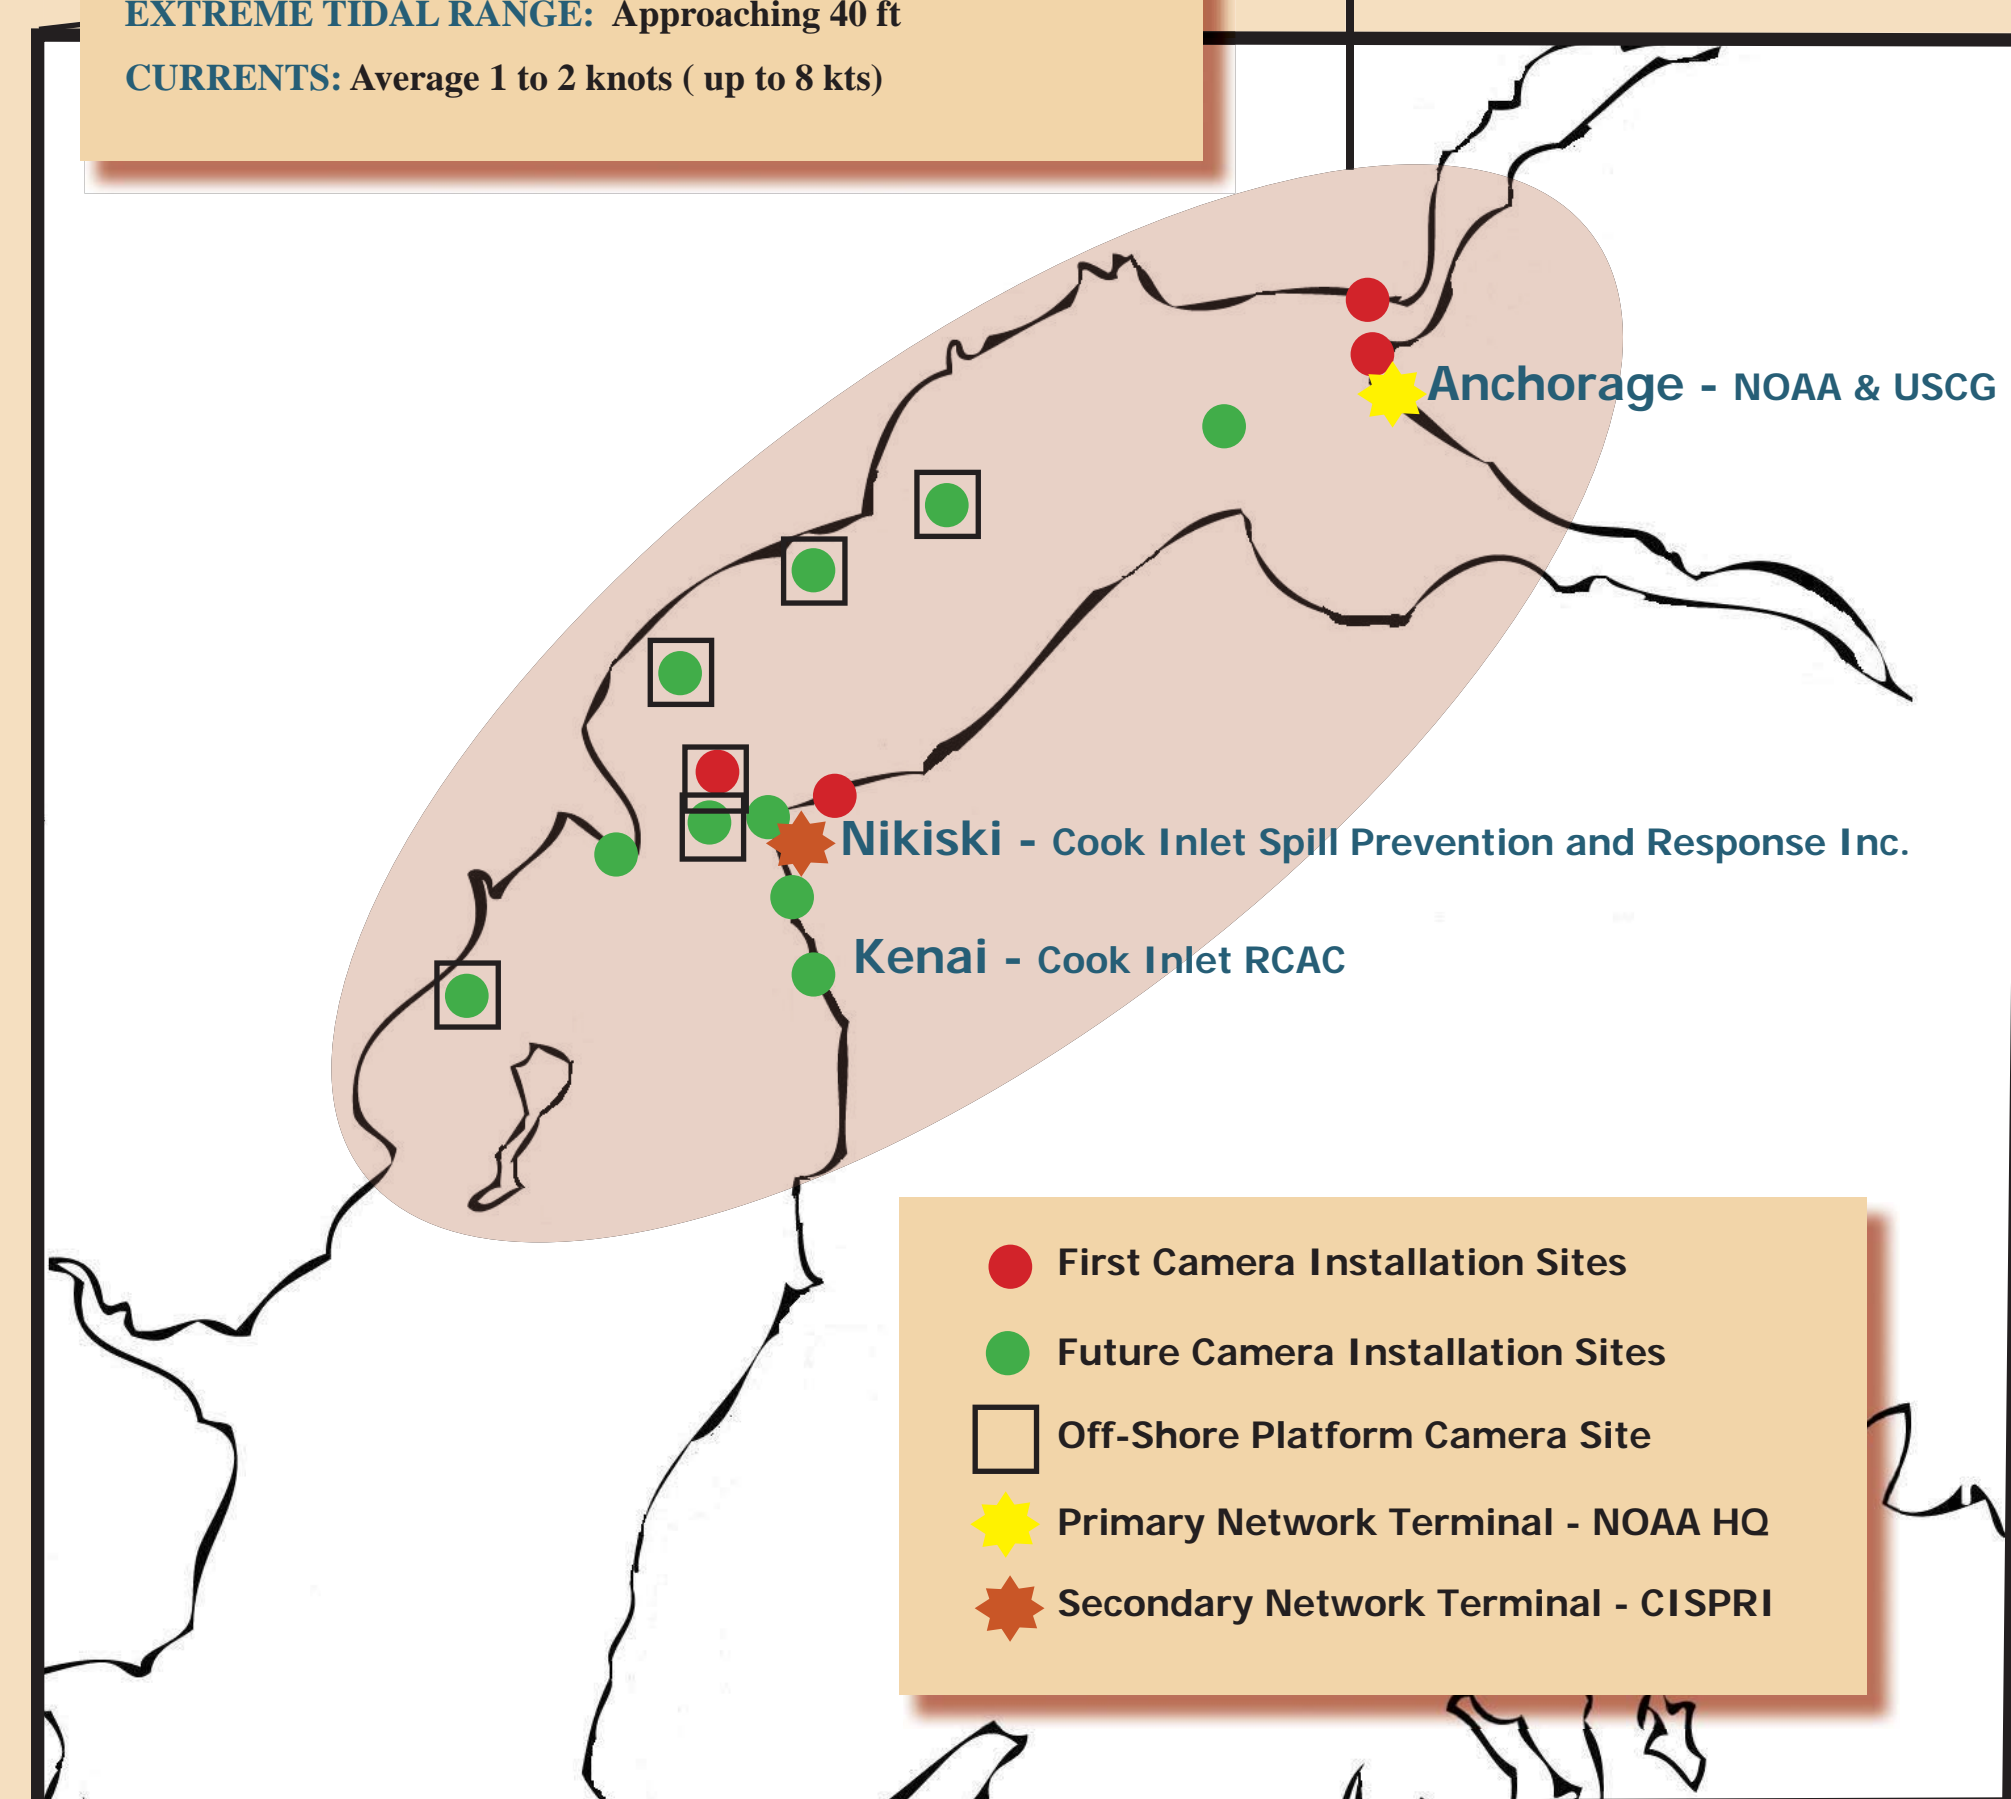 EXTREME TIDAL RANGE: Approaching 40 ft
CURRENTS: Average 1 to 2 knots ( up to 8 kts)
Anchorage - NOAA & USCG
Nikiski - Cook Inlet Spill Prevention and Response Inc.
Kenai - Cook Inlet RCAC
First Camera Installation Sites
Future Camera Installation Sites
Off-Shore Platform Camera Site
Primary Network Terminal - NOAA HQ
Secondary Network Terminal - CISPRI